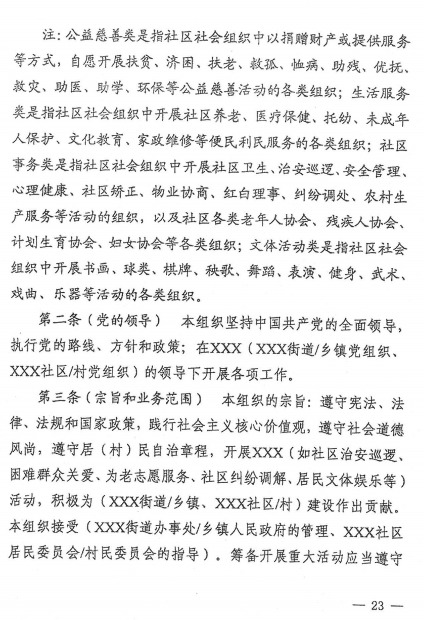 注：公益慈善类是指社区社会组织中以捐赠财产或提供服务
等方式，自愿开展扶贫、济困、扶老、救孤、恤病、助残、优抚、
救灾、助医、助学、环保等公益慈善活动的各类组织；生活服务
类是指社区社会组织中开展社区养老、医疗保健、托幼、未成年
人保护、文化教育、家政维修等便民利民服务的各类组织；社区
事务类是指社区社会组织中开展社区卫生、治安巡逻、安全管理、
心理健康、社区矫正、物业协商、红白理事、纠纷调处、农村生
产服务等活动的组织，以及社区各类老年人协会、残疾人协会、
计划生育协会、妇女协会等各类组织；文体活动类是指社区社会
组织中开展书画、球类、棋牌、秧歌、舞蹈、表演、健身、武术、
戏曲、乐器等活动的各类组织。
第二条（党的领导） 本组织坚持中国共产党的全面领导，
执行党的路线、方针和政策；在XXX（XXX街道/乡镇党组织、
XXX社区/村党组织）的领导下开展各项工作。
第三条（宗旨和业务范围） 本组织的宗旨：遵守宪法、法
律、法规和国家政策，践行社会主义核心价值观，遵守社会道德
风尚，遵守居（村）民自治章程，开展XXX（如社区治安巡逻、
困难群众关爱、为老志愿服务、社区纠纷调解、居民文体娱乐等）
活动，积极为（XXX街道/乡镇、XXX社区/村）建设作出贡献。
本组织接受（XXX街道办事处/乡镇人民政府的管理、XXX社区
居民委员会/村民委员会的指导）。筹备开展重大活动应当遵守
— 23 —